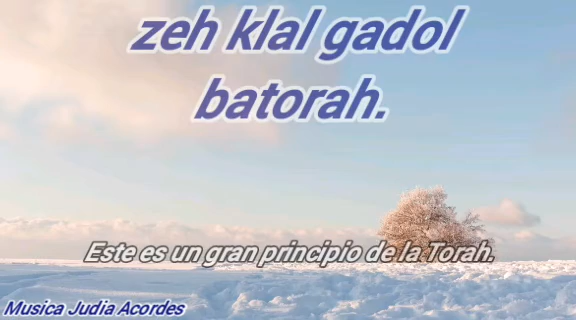 zeh klal gadol
batorah.
Este es un gran principio de la Torah.
Musica Judia Acordes